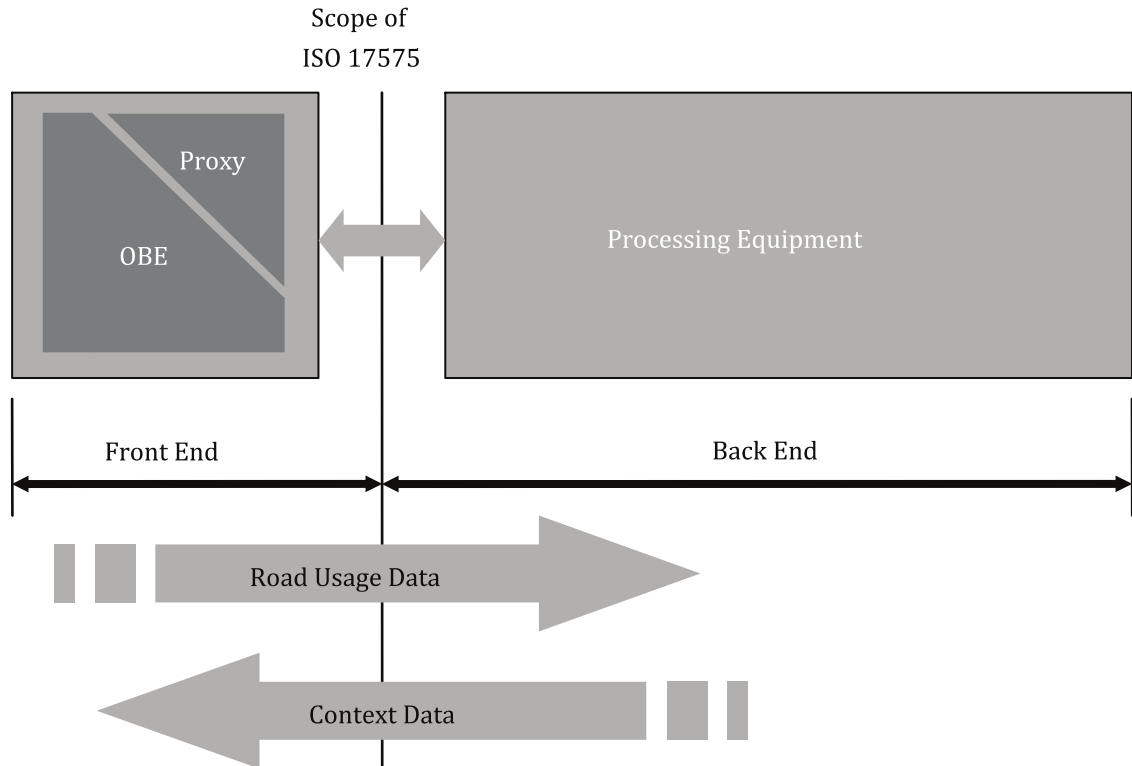 Scope of
ISO 17575
Proxy
OBE
Processing Equipment
Front End
Back End
Road Usage Data
Context Data